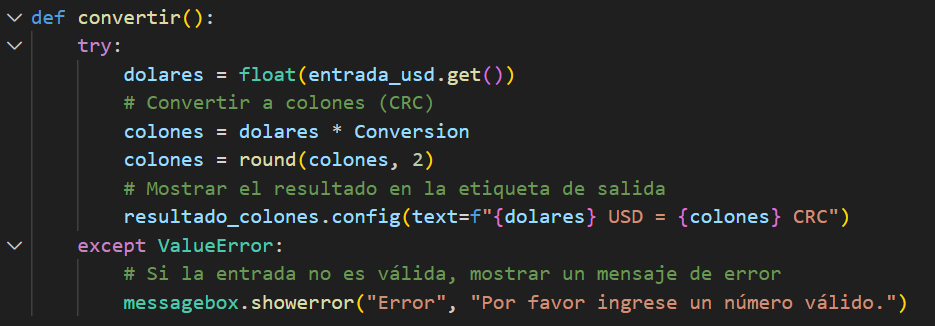 def convertir():
    try:
        dolares = float(entrada_usd.get())
        # Convertir a colones (CRC)
        colones = dolares * Conversion
        colones = round(colones, 2)
        # Mostrar el resultado en la etiqueta de salida
        resultado_colones.config(text=f"{dolares} USD = {colones} CRC")
    except ValueError:
        # Si la entrada no es válida, mostrar un mensaje de error
        messagebox.showerror("Error", "Por favor ingrese un número válido.")